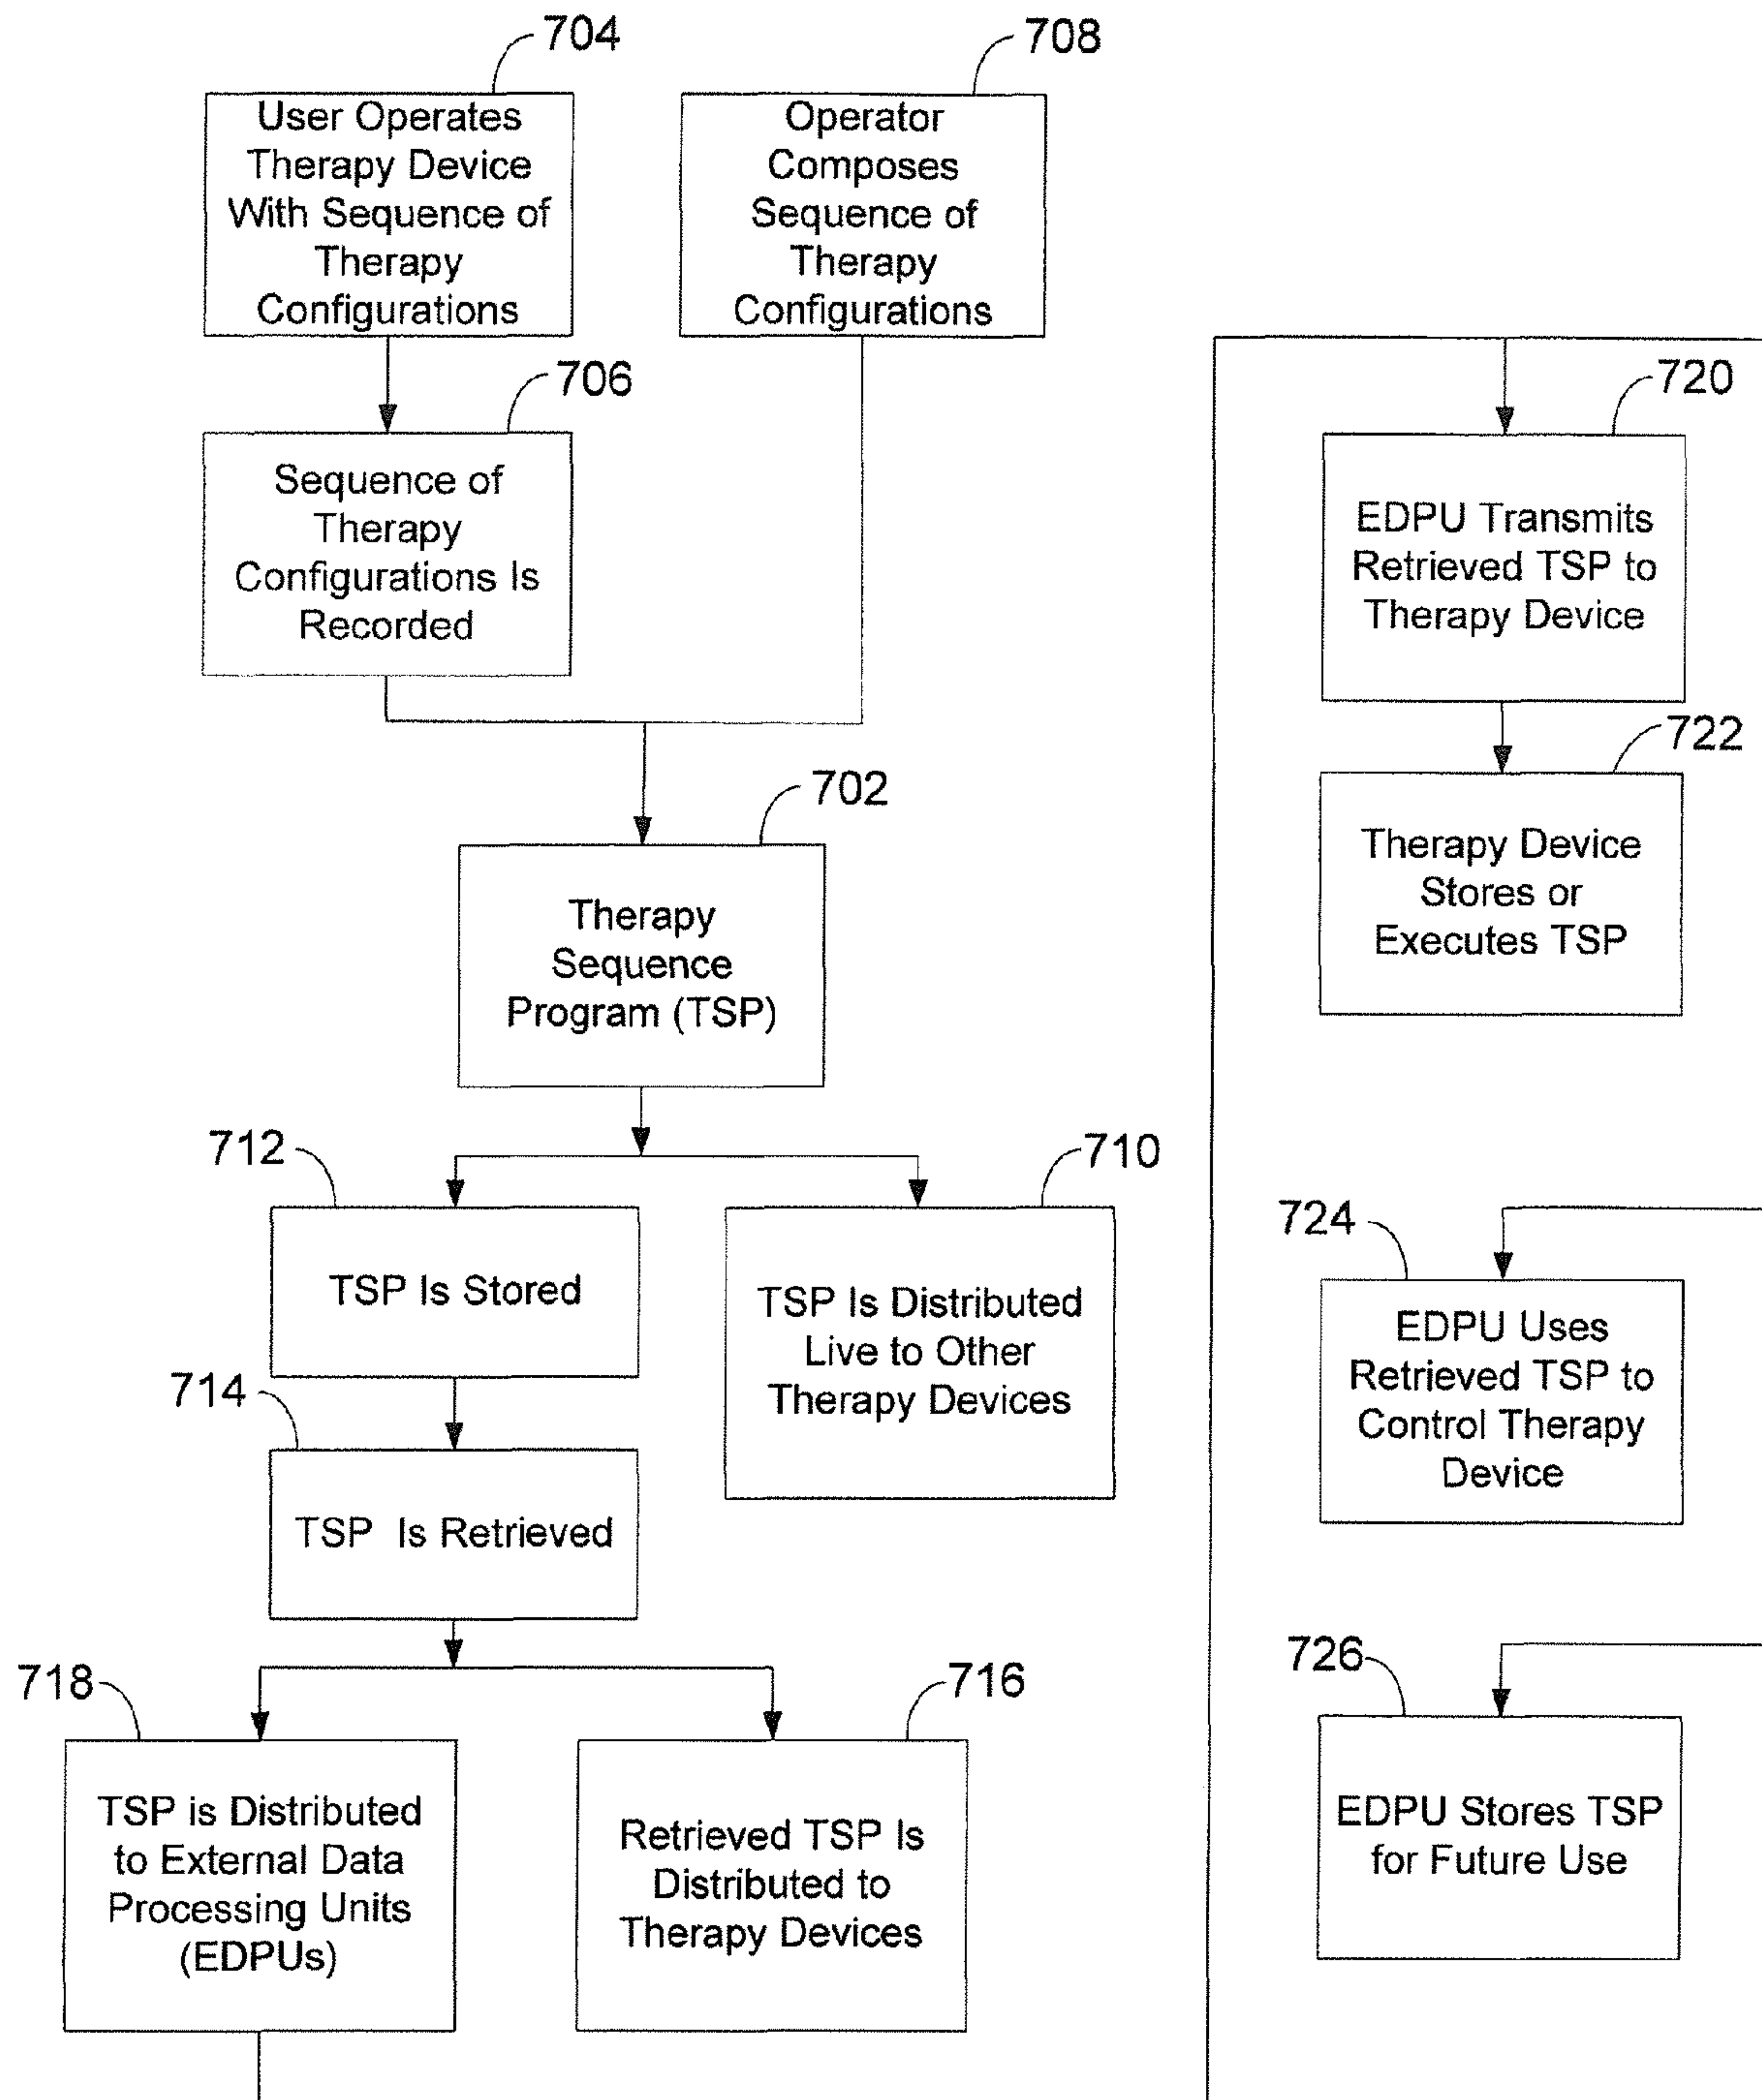 704
User Operates
Therapy Device
With Sequence of
Therapy
Configurations
708
Operator
Composes
Sequence of
Therapy
Configurations
706
Sequence of
Therapy
Configurations Is
Recorded
702
Therapy
Sequence
Program (TSP)
712
TSP Is Stored
710
TSP Is Distributed
Live to Other
Therapy Devices
714
TSP Is Retrieved
718
TSP is Distributed
to External Data
Processing Units
(EDPUs)
716
Retrieved TSP Is
Distributed to
Therapy Devices
720
EDPU Transmits
Retrieved TSP to
Therapy Device
722
Therapy Device
Stores or
Executes TSP
724
EDPU Uses
Retrieved TSP to
Control Therapy
Device
726
EDPU Stores TSP
for Future Use